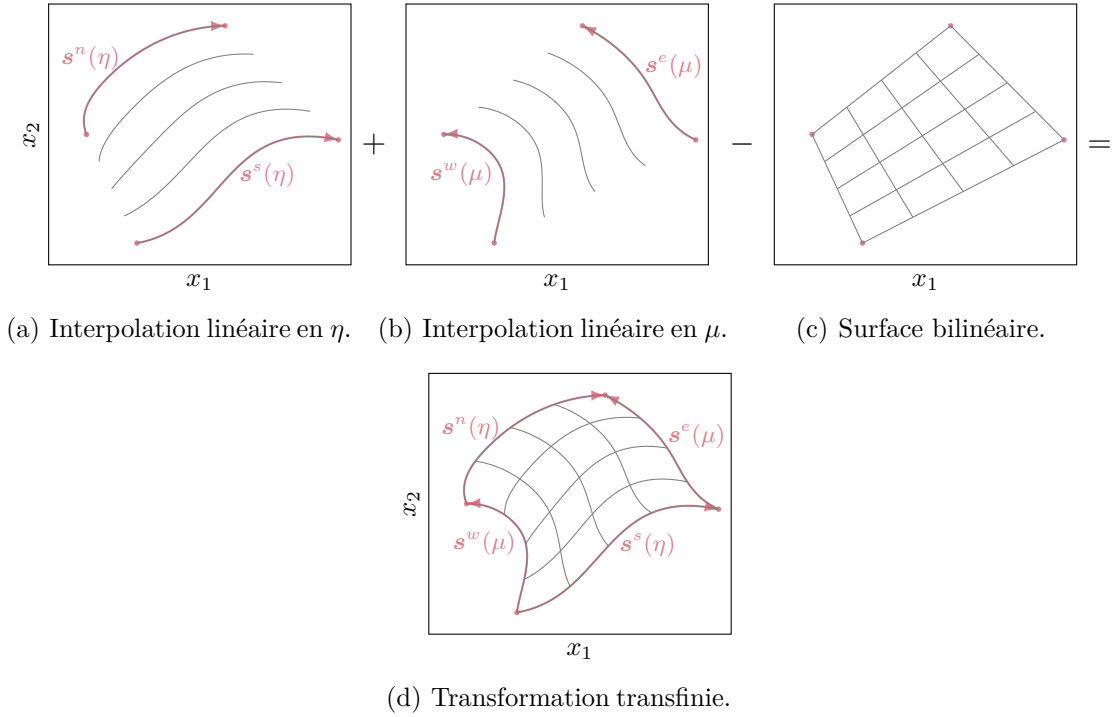 s^n(η)
s^s(η)
x_2
x_1
+
s^e(μ)
s^w(μ)
x_1
−
x_1
=
(a) Interpolation linéaire en η.
(b) Interpolation linéaire en μ.
(c) Surface bilinéaire.
s^n(η)
s^e(μ)
x_2
s^w(μ)
s^s(η)
x_1
(d) Transformation transfinie.